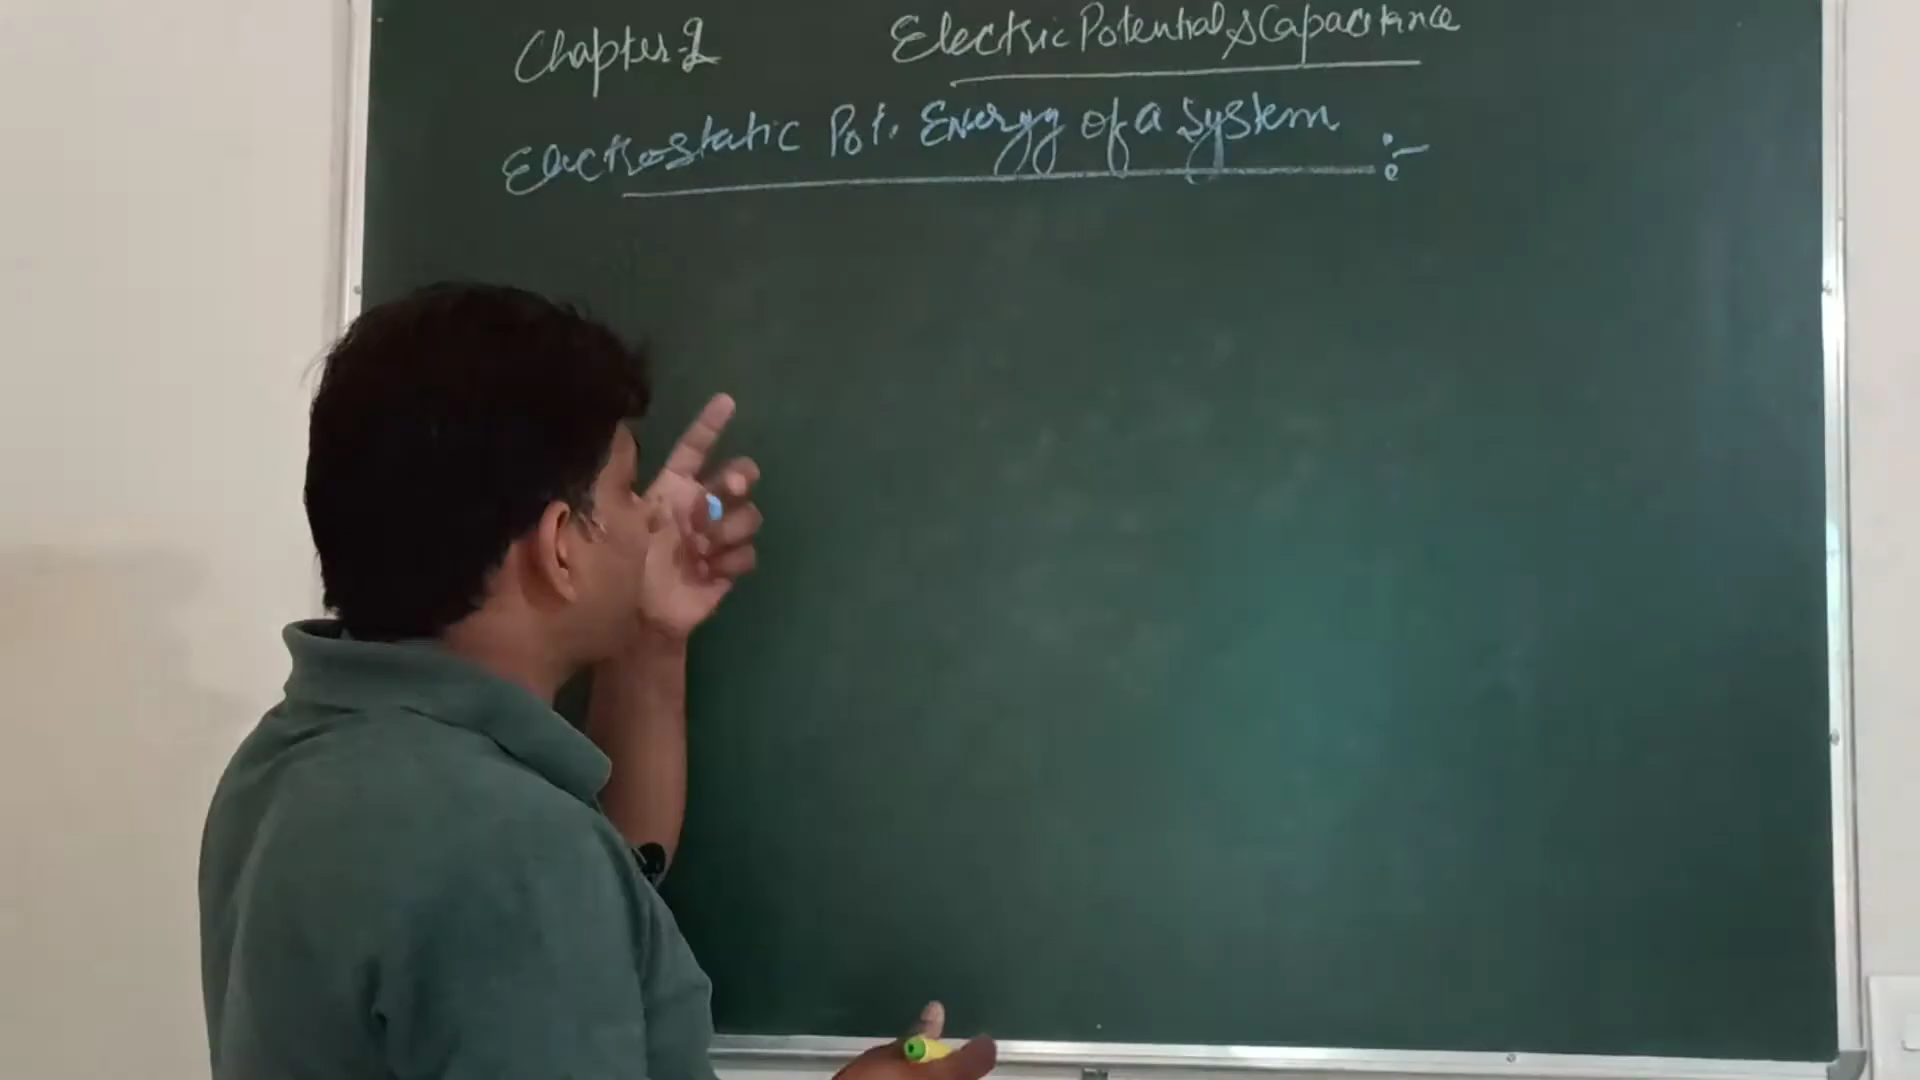 Chapter-2 Electric Potential & Capacitance
Electrostatic Pot. Energy of a System :-